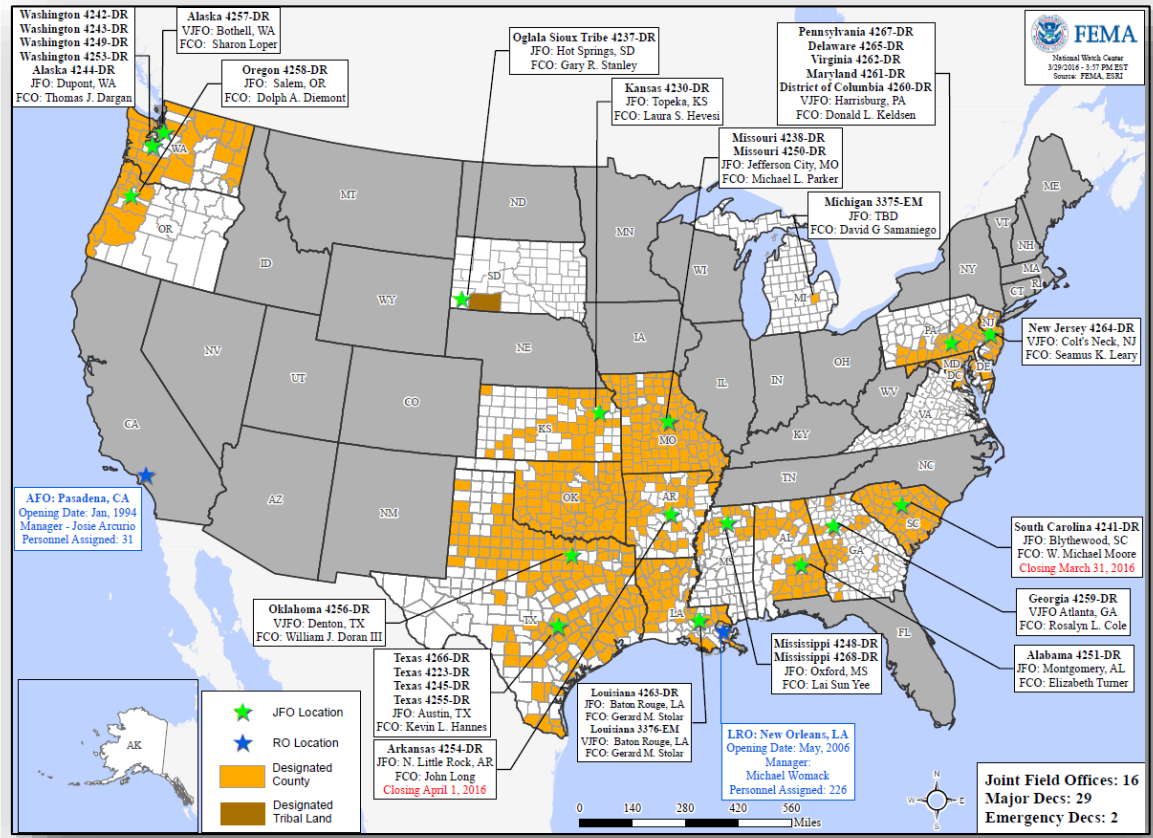 Washington 4242-DR
Washington 4243-DR
Washington 4249-DR
Washington 4253-DR
Alaska 4244-DR
JFO: Dupont, WA
FCO: Thomas J. Dargan
Alaska 4257-DR
VJFO: Bothell, WA
FCO: Sharon Loper
Oregon 4258-DR
JFO: Salem, OR
FCO: Dolph A. Diemont
Oglala Sioux Tribe 4237-DR
JFO: Hot Springs, SD
FCO: Gary R. Stanley
Kansas 4230-DR
JFO: Topeka, KS
FCO: Laura S. Hevesi
Pennsylvania 4267-DR
Delaware 4265-DR
Virginia 4262-DR
Maryland 4261-DR
District of Columbia 4260-DR
VJFO: Harrisburg, PA
FCO: Donald L. Keldsen
FEMA
National Watch Center
3/29/2016 - 3:57 PM EST
Source: FEMA, ESRI
Missouri 4238-DR
Missouri 4250-DR
JFO: Jefferson City, MO
FCO: Michael L. Parker
Michigan 3375-EM
JFO: TBD
FCO: David G Samaniego
New Jersey 4264-DR
VJFO: Colt's Neck, NJ
FCO: Seamus K. Leary
WA
OR
MT
ID
WY
ND
SD
NE
MN
WI
IA
MI
NV
UT
CO
CA
AZ
NM
KS
OK
TX
MO
AR
LA
MS
AL
GA
FL
SC
NC
TN
KY
IL
IN
OH
WV
VA
PA
MD
DC
DE
NJ
NY
CT
RI
MA
VT
NH
ME
AFO: Pasadena, CA
Opening Date: Jan, 1994
Manager - Josie Arcurio
Personnel Assigned: 31
South Carolina 4241-DR
JFO: Blythewood, SC
FCO: W. Michael Moore
Closing March 31, 2016
Georgia 4259-DR
VJFO Atlanta, GA
FCO: Rosalyn L. Cole
Alabama 4251-DR
JFO: Montgomery, AL
FCO: Elizabeth Turner
Oklahoma 4256-DR
VJFO: Denton, TX
FCO: William J. Doran III
Texas 4266-DR
Texas 4223-DR
Texas 4245-DR
Texas 4255-DR
JFO: Austin, TX
FCO: Kevin L. Hannes
Arkansas 4254-DR
JFO: N. Little Rock, AR
FCO: John Long
Closing April 1, 2016
Louisiana 4263-DR
JFO: Baton Rouge, LA
FCO: Gerard M. Stolar
Louisiana 3376-EM
VJFO: Baton Rouge, LA
FCO: Gerard M. Stolar
Mississippi 4248-DR
Mississippi 4268-DR
JFO: Oxford, MS
FCO: Lai Sun Yee
LRO: New Orleans, LA
Opening Date: May, 2006
Manager:
Michael Womack
Personnel Assigned: 226
AK
JFO Location
RO Location
Designated
County
Designated
Tribal Land
0 140 280 420 560
Miles
N
W E
S
Joint Field Offices: 16
Major Decs: 29
Emergency Decs: 2